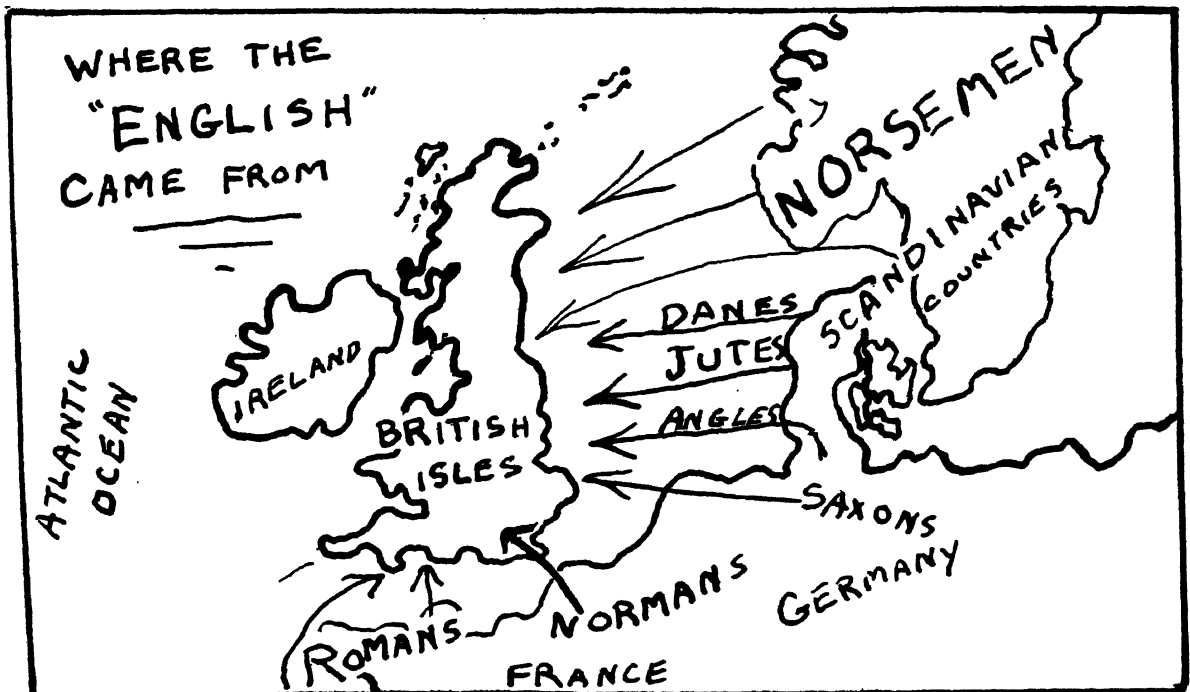 WHERE THE
"ENGLISH"
CAME FROM
NORSEMEN
SCANDINAVIAN
COUNTRIES
DANES
JUTES
ANGLES
SAXONS
GERMANY
IRELAND
BRITISH
ISLES
ATLANTIC
OCEAN
NORMANS
ROMANS
FRANCE